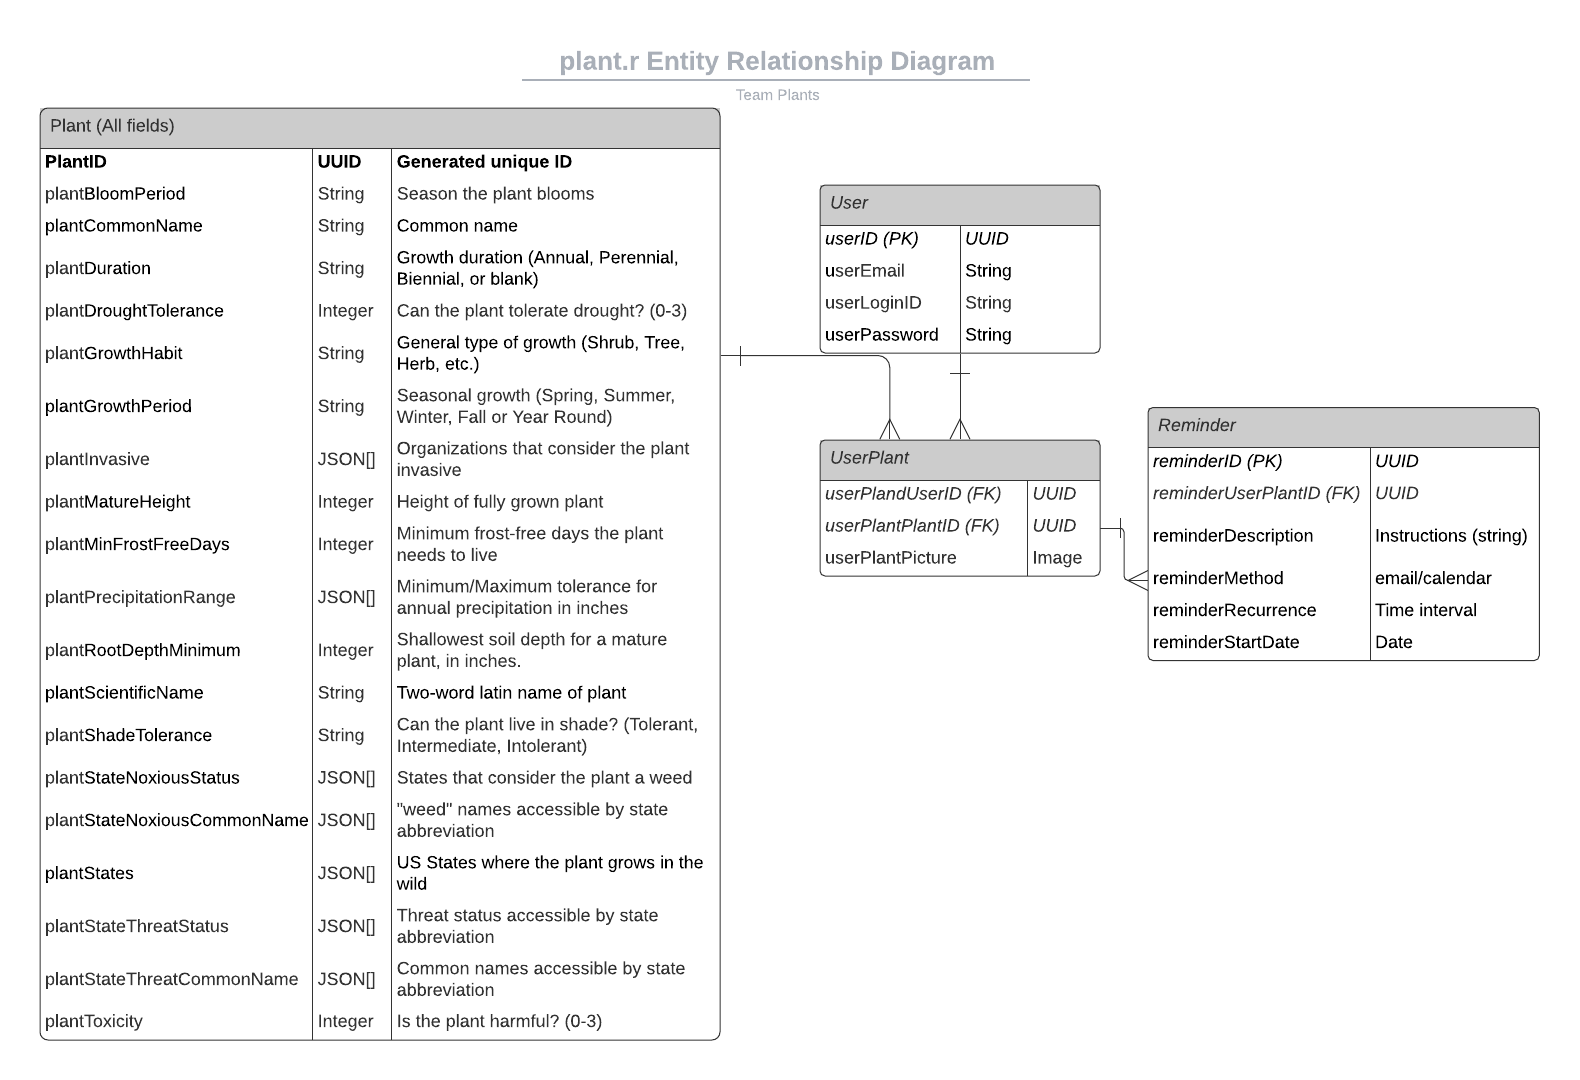 plant.r Entity Relationship Diagram
Team Plants
Plant (All fields)
PlantID UUID Generated unique ID
plantBloomPeriod String Season the plant blooms
plantCommonName String Common name
plantDuration String Growth duration (Annual, Perennial,
Biennial, or blank)
plantDroughtTolerance Integer Can the plant tolerate drought? (0-3)
plantGrowthHabit String General type of growth (Shrub, Tree,
Herb, etc.)
plantGrowthPeriod String Seasonal growth (Spring, Summer,
Winter, Fall or Year Round)
plantInvasive JSON[] Organizations that consider the plant
invasive
plantMatureHeight Integer Height of fully grown plant
plantMinFrostFreeDays Integer Minimum frost-free days the plant
needs to live
plantPrecipitationRange JSON[] Minimum/Maximum tolerance for
annual precipitation in inches
plantRootDepthMinimum Integer Shallowest soil depth for a mature
plant, in inches.
plantScientificName String Two-word latin name of plant
plantShadeTolerance String Can the plant live in shade? (Tolerant,
Intermediate, Intolerant)
plantStateNoxiousStatus JSON[] States that consider the plant a weed
plantStateNoxiousCommonName JSON[] "weed" names accessible by state
abbreviation
plantStates JSON[] US States where the plant grows in the
wild
plantStateThreatStatus JSON[] Threat status accessible by state
abbreviation
plantStateThreatCommonName JSON[] Common names accessible by state
abbreviation
plantToxicity Integer Is the plant harmful? (0-3)
User
userID (PK) UUID
userEmail String
userLoginID String
userPassword String
UserPlant
userPlandUserID (FK) UUID
userPlantPlantID (FK) UUID
userPlantPicture Image
Reminder
reminderID (PK) UUID
reminderUserPlantID (FK) UUID
reminderDescription Instructions (string)
reminderMethod email/calendar
reminderRecurrence Time interval
reminderStartDate Date